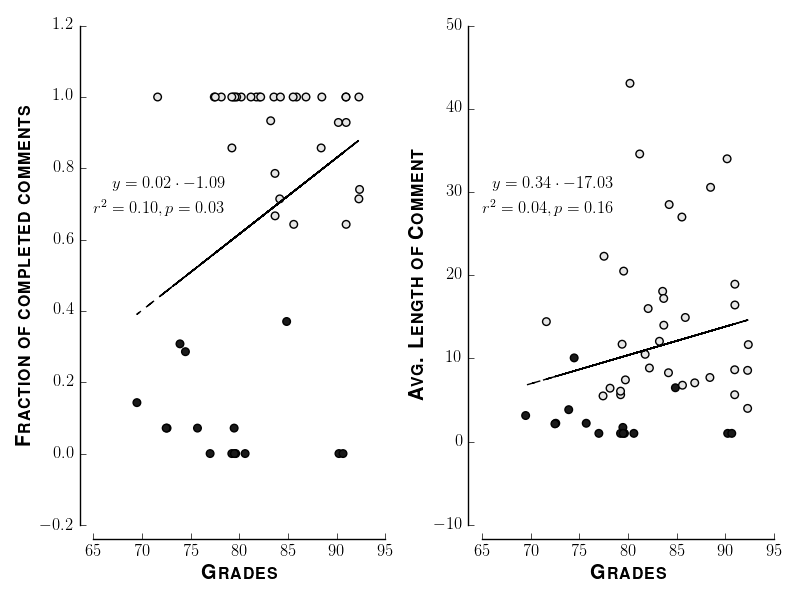 1.2
1.0
0.8
0.6
0.4
0.2
0.0
−0.2
65 70 75 80 85 90 95
FRACTION OF COMPLETED COMMENTS
GRADES
y = 0.02 · −1.09
r² = 0.10, p = 0.03
50
40
30
20
10
0
−10
65 70 75 80 85 90 95
AVG. LENGTH OF COMMENT
GRADES
y = 0.34 · −17.03
r² = 0.04, p = 0.16